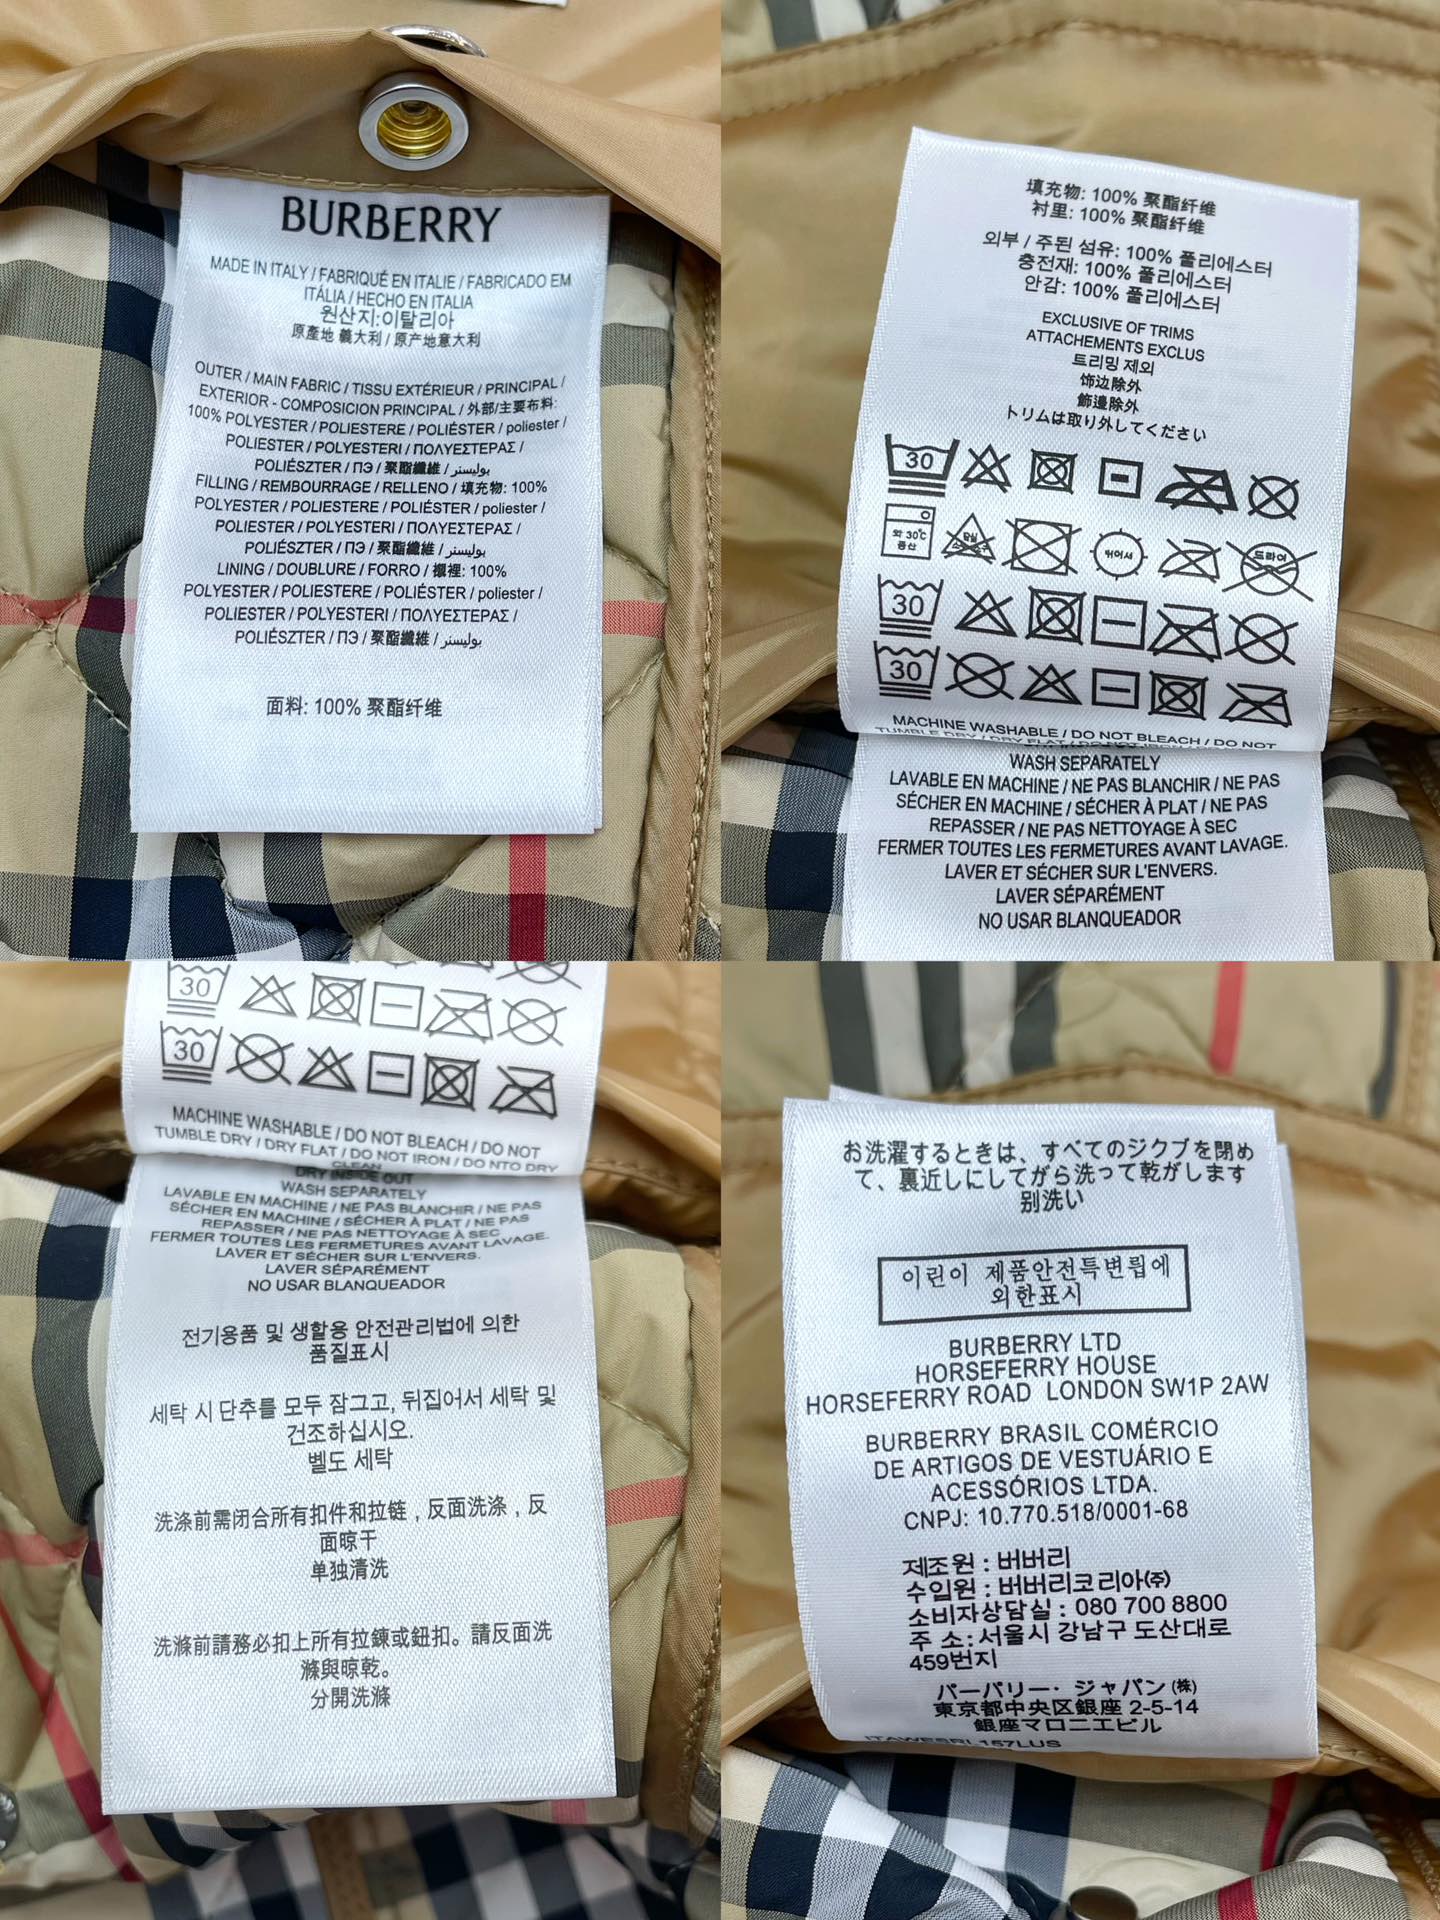 BURBERRY
MADE IN ITALY / FABRIQUÉ EN ITALIE / FABRICADO EM
ITÁLIA / HECHO EN ITALIA
원산지:이탈리아
原產地 義大利 / 原产地意大利
OUTER / MAIN FABRIC / TISSU EXTÉRIEUR / PRINCIPAL /
EXTERIOR - COMPOSICION PRINCIPAL / 外部/主要布料:
100% POLYESTER / POLIESTERE / POLIÉSTER / poliester /
POLIESTER / POLYESTERI / ΠΟΛΥΕΣΤΕΡΑΣ /
POLIÉSZTER / ПЭ / 聚酯纖維 / بوليستر
FILLING / REMBOURRAGE / RELLENO / 填充物: 100%
POLYESTER / POLIESTERE / POLIÉSTER / poliester /
POLIESTER / POLYESTERI / ΠΟΛΥΕΣΤΕΡΑΣ /
POLIÉSZTER / ПЭ / 聚酯纖維 / بوليستر
LINING / DOUBLURE / FORRO / 襯裡: 100%
POLYESTER / POLIESTERE / POLIÉSTER / poliester /
POLIESTER / POLYESTERI / ΠΟΛΥΕΣΤΕΡΑΣ /
POLIÉSZTER / ПЭ / 聚酯纖維 / بوليستر
面料: 100% 聚酯纤维
填充物: 100% 聚酯纤维
衬里: 100% 聚酯纤维
외부 / 주된 섬유: 100% 폴리에스터
충전재: 100% 폴리에스터
안감: 100% 폴리에스터
EXCLUSIVE OF TRIMS
ATTACHEMENTS EXCLUS
트리밍 제외
饰边除外
飾邊除外
トリムは取り外してください
30
약 30℃
중성
드라이
30
30
MACHINE WASHABLE / DO NOT BLEACH / DO NOT
TUMBLE DRY / DRY FLAT / DO NOT IRON
WASH SEPARATELY
LAVABLE EN MACHINE / NE PAS BLANCHIR / NE PAS
SÉCHER EN MACHINE / SÉCHER À PLAT / NE PAS
REPASSER / NE PAS NETTOYAGE À SEC
FERMER TOUTES LES FERMETURES AVANT LAVAGE.
LAVER ET SÉCHER SUR L'ENVERS.
LAVER SÉPARÉMENT
NO USAR BLANQUEADOR
30
30
MACHINE WASHABLE / DO NOT BLEACH / DO NOT
TUMBLE DRY / DRY FLAT / DO NOT IRON / DO NTO DRY
CLEAN
DRY INSIDE OUT
WASH SEPARATELY
LAVABLE EN MACHINE / NE PAS BLANCHIR / NE PAS
SÉCHER EN MACHINE / SÉCHER À PLAT / NE PAS
REPASSER / NE PAS NETTOYAGE À SEC
FERMER TOUTES LES FERMETURES AVANT LAVAGE.
LAVER ET SÉCHER SUR L'ENVERS.
LAVER SÉPARÉMENT
NO USAR BLANQUEADOR
전기용품 및 생할용 안전관리법에 의한
품질표시
세탁 시 단추를 모두 잠그고, 뒤집어서 세탁 및
건조하십시오.
별도 세탁
洗涤前需闭合所有扣件和拉链，反面洗涤，反
面晾干
单独清洗
洗滌前請務必扣上所有拉鍊或鈕扣。請反面洗
滌與晾乾。
分開洗滌
お洗濯するときは、すべてのジクブを閉め
て、裏近しにしてがら洗って乾がします
別洗い
이린이 제품안전특변립에
외한표시
BURBERRY LTD
HORSEFERRY HOUSE
HORSEFERRY ROAD LONDON SW1P 2AW
BURBERRY BRASIL COMÉRCIO
DE ARTIGOS DE VESTUÁRIO E
ACESSÓRIOS LTDA.
CNPJ: 10.770.518/0001-68
제조원 : 버버리
수입원 : 버버리코리아㈜
소비자상담실 : 080 700 8800
주 소:서울시 강남구 도산대로
459번지
バーバリー・ジャパン㈱
東京都中央区銀座 2-5-14
銀座マロニエビル